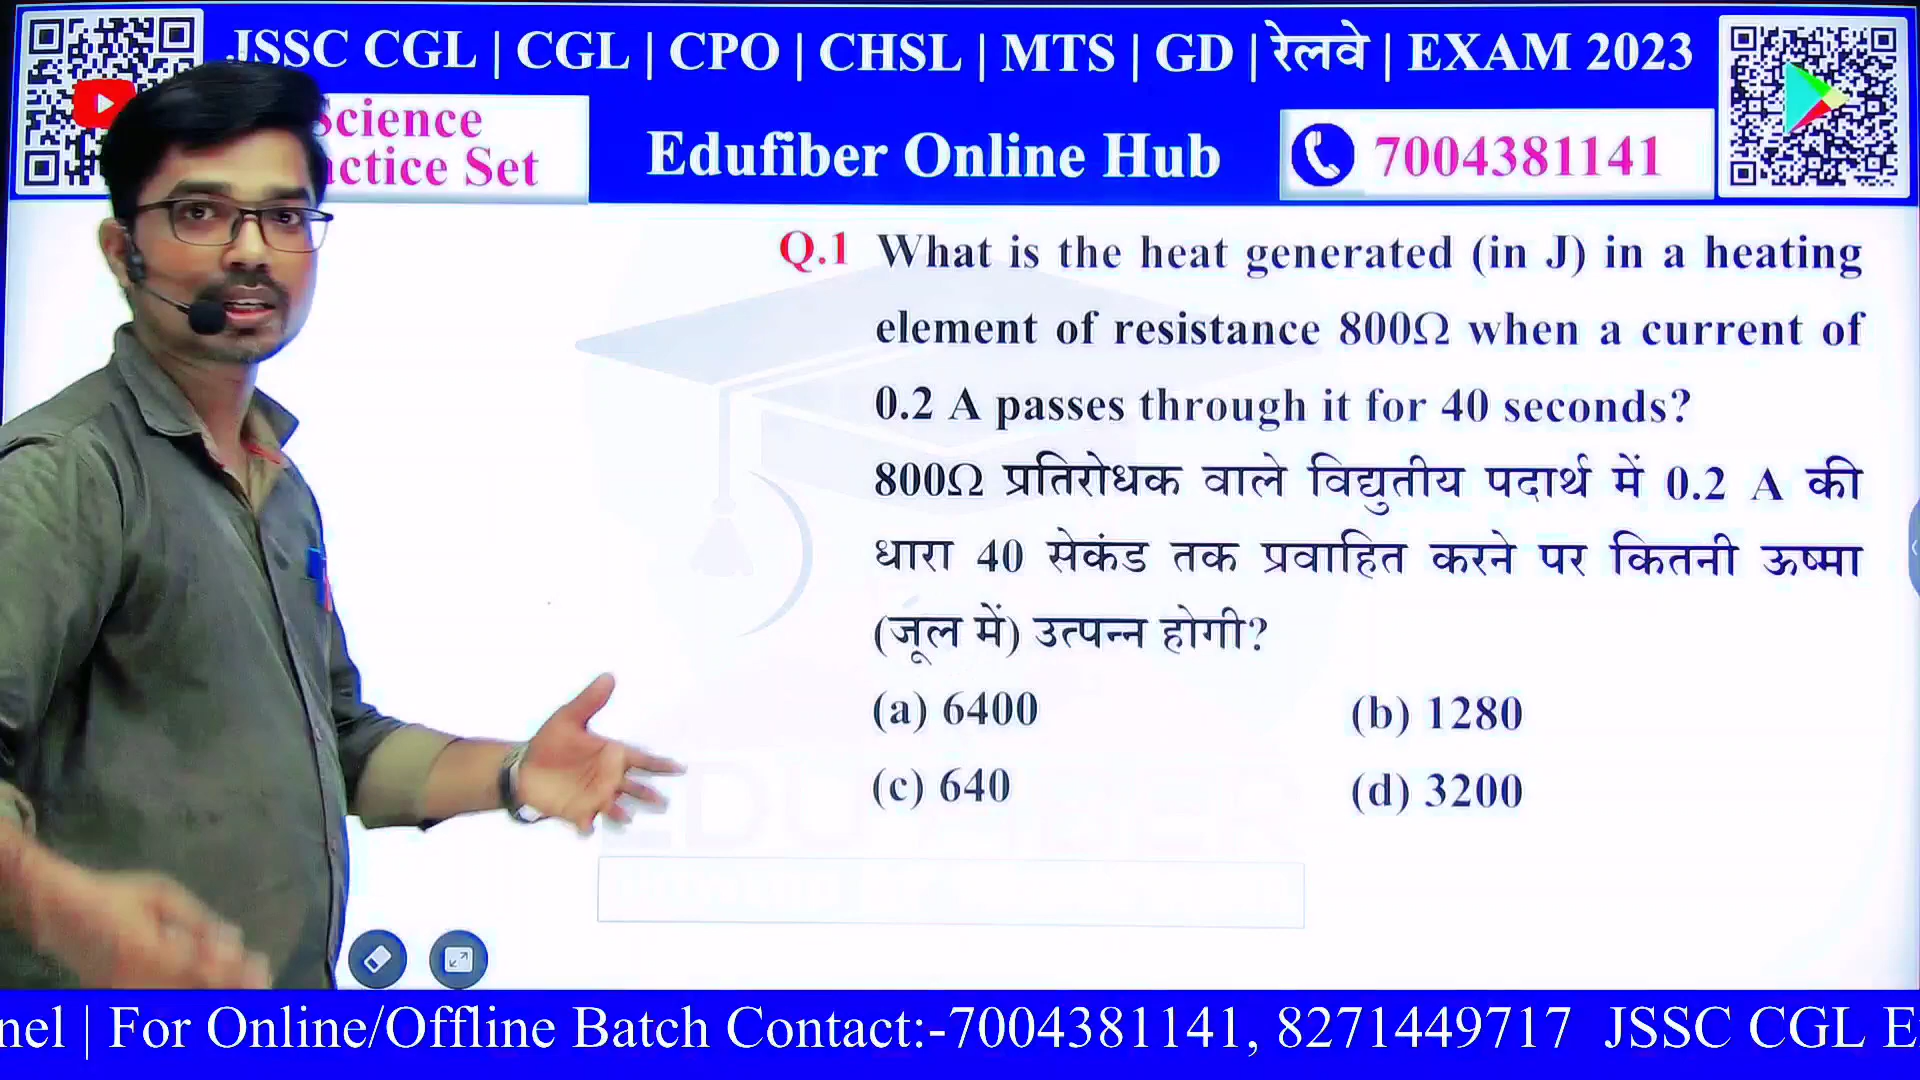 JSSC CGL | CGL | CPO | CHSL | MTS | GD | रेलवे | EXAM 2023
Science
Practice Set
Edufiber Online Hub
7004381141
Q.1 What is the heat generated (in J) in a heating
element of resistance 800Ω when a current of
0.2 A passes through it for 40 seconds?
800Ω प्रतिरोधक वाले विद्युतीय पदार्थ में 0.2 A की
धारा 40 सेकंड तक प्रवाहित करने पर कितनी ऊष्मा
(जूल में) उत्पन्न होगी?
(a) 6400 (b) 1280
(c) 640 (d) 3200
nel | For Online/Offline Batch Contact:-7004381141, 8271449717 JSSC CGL E